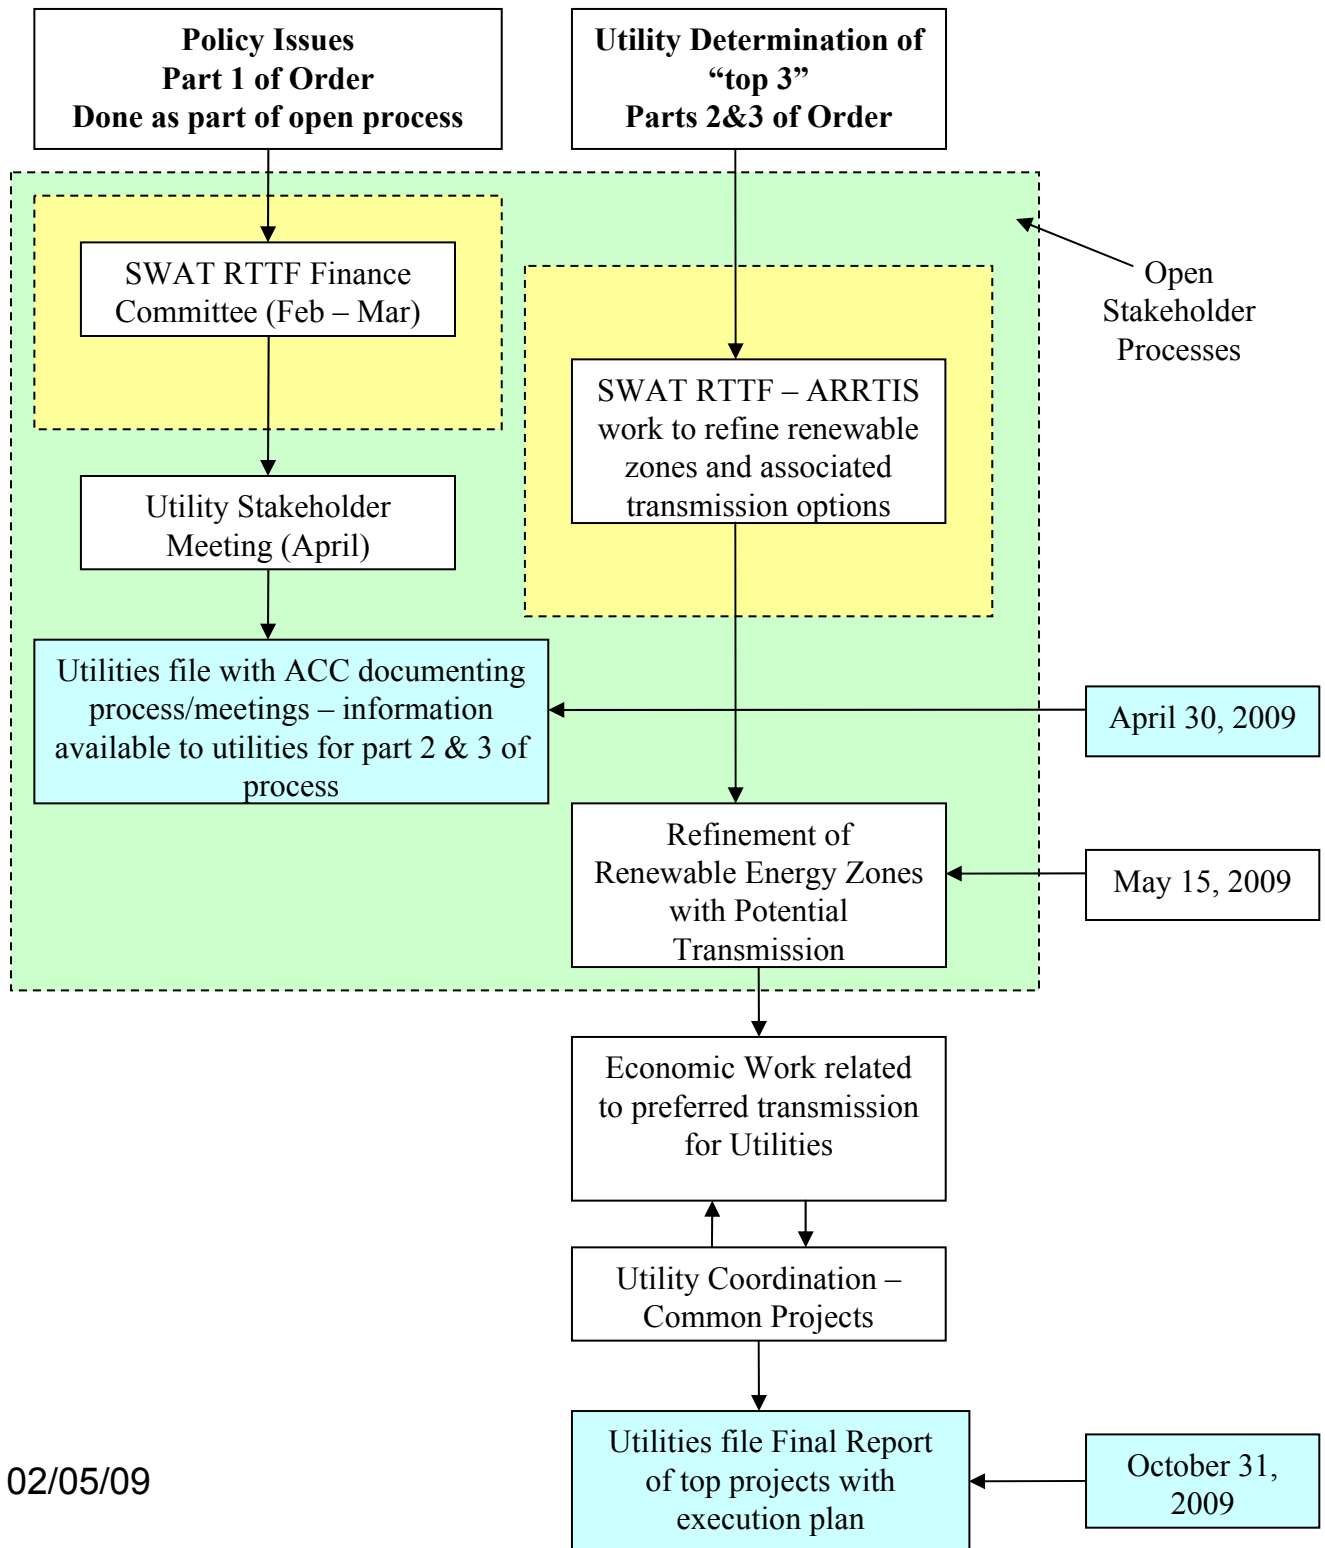 Policy Issues
Part 1 of Order
Done as part of open process
Utility Determination of
“top 3”
Parts 2&3 of Order
SWAT RTTF Finance
Committee (Feb – Mar)
Open
Stakeholder
Processes
SWAT RTTF – ARRTIS
work to refine renewable
zones and associated
transmission options
Utility Stakeholder
Meeting (April)
Utilities file with ACC documenting
process/meetings – information
available to utilities for part 2 & 3 of
process
April 30, 2009
Refinement of
Renewable Energy Zones
with Potential
Transmission
May 15, 2009
Economic Work related
to preferred transmission
for Utilities
Utility Coordination –
Common Projects
Utilities file Final Report
of top projects with
execution plan
October 31,
2009
02/05/09